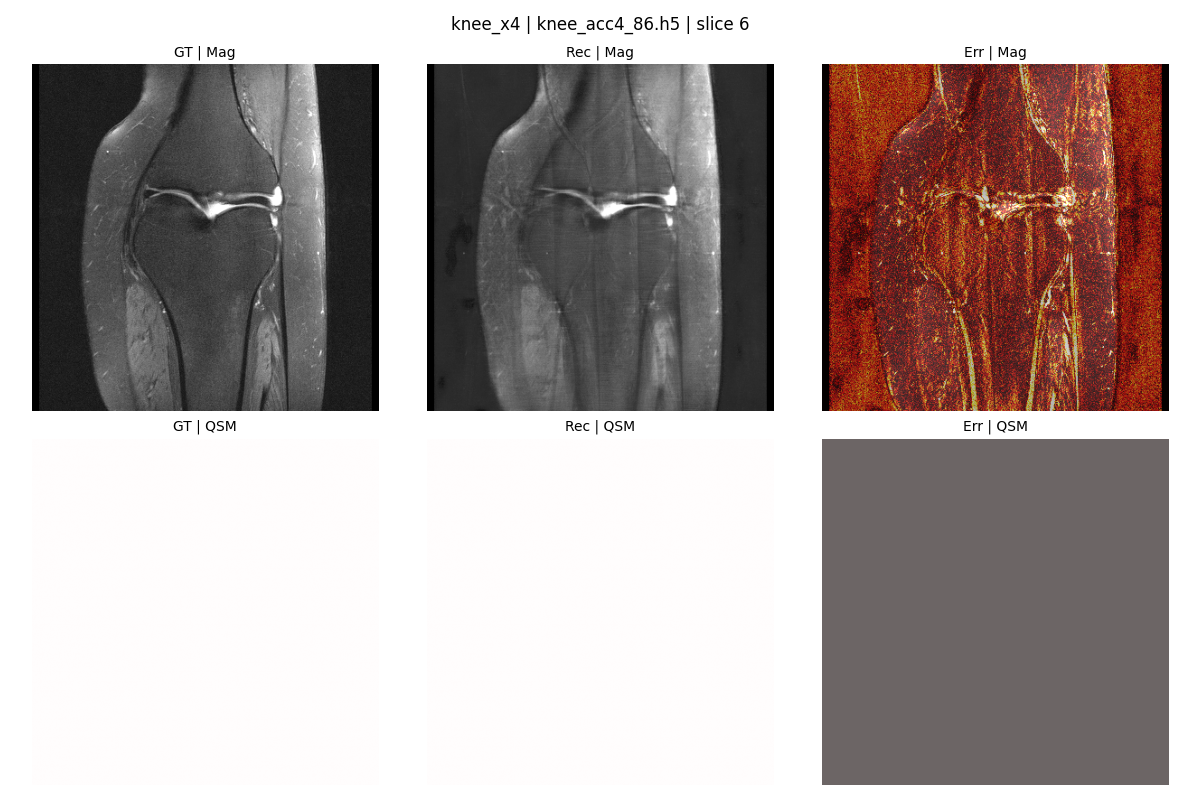 knee_x4 | knee_acc4_86.h5 | slice 6
GT | Mag
Rec | Mag
Err | Mag
GT | QSM
Rec | QSM
Err | QSM